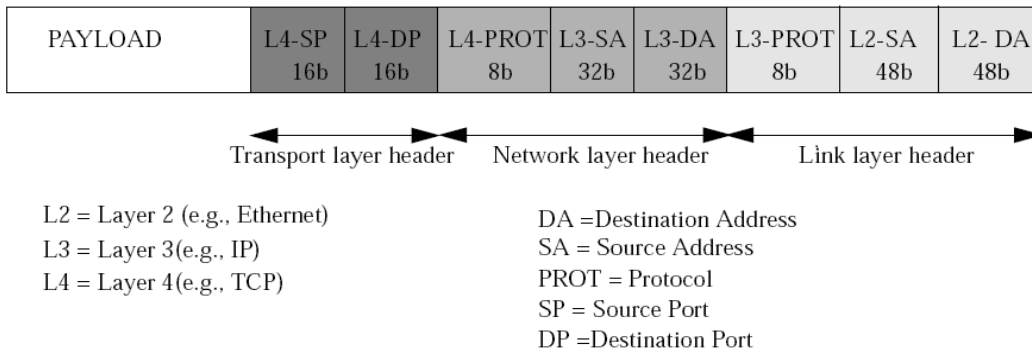 PAYLOAD L4-SP L4-DP L4-PROT L3-SA L3-DA L3-PROT L2-SA L2- DA
16b 16b 8b 32b 32b 8b 48b 48b
Transport layer header Network layer header Link layer header
L2 = Layer 2 (e.g., Ethernet)
L3 = Layer 3(e.g., IP)
L4 = Layer 4(e.g., TCP)
DA =Destination Address
SA = Source Address
PROT = Protocol
SP = Source Port
DP =Destination Port